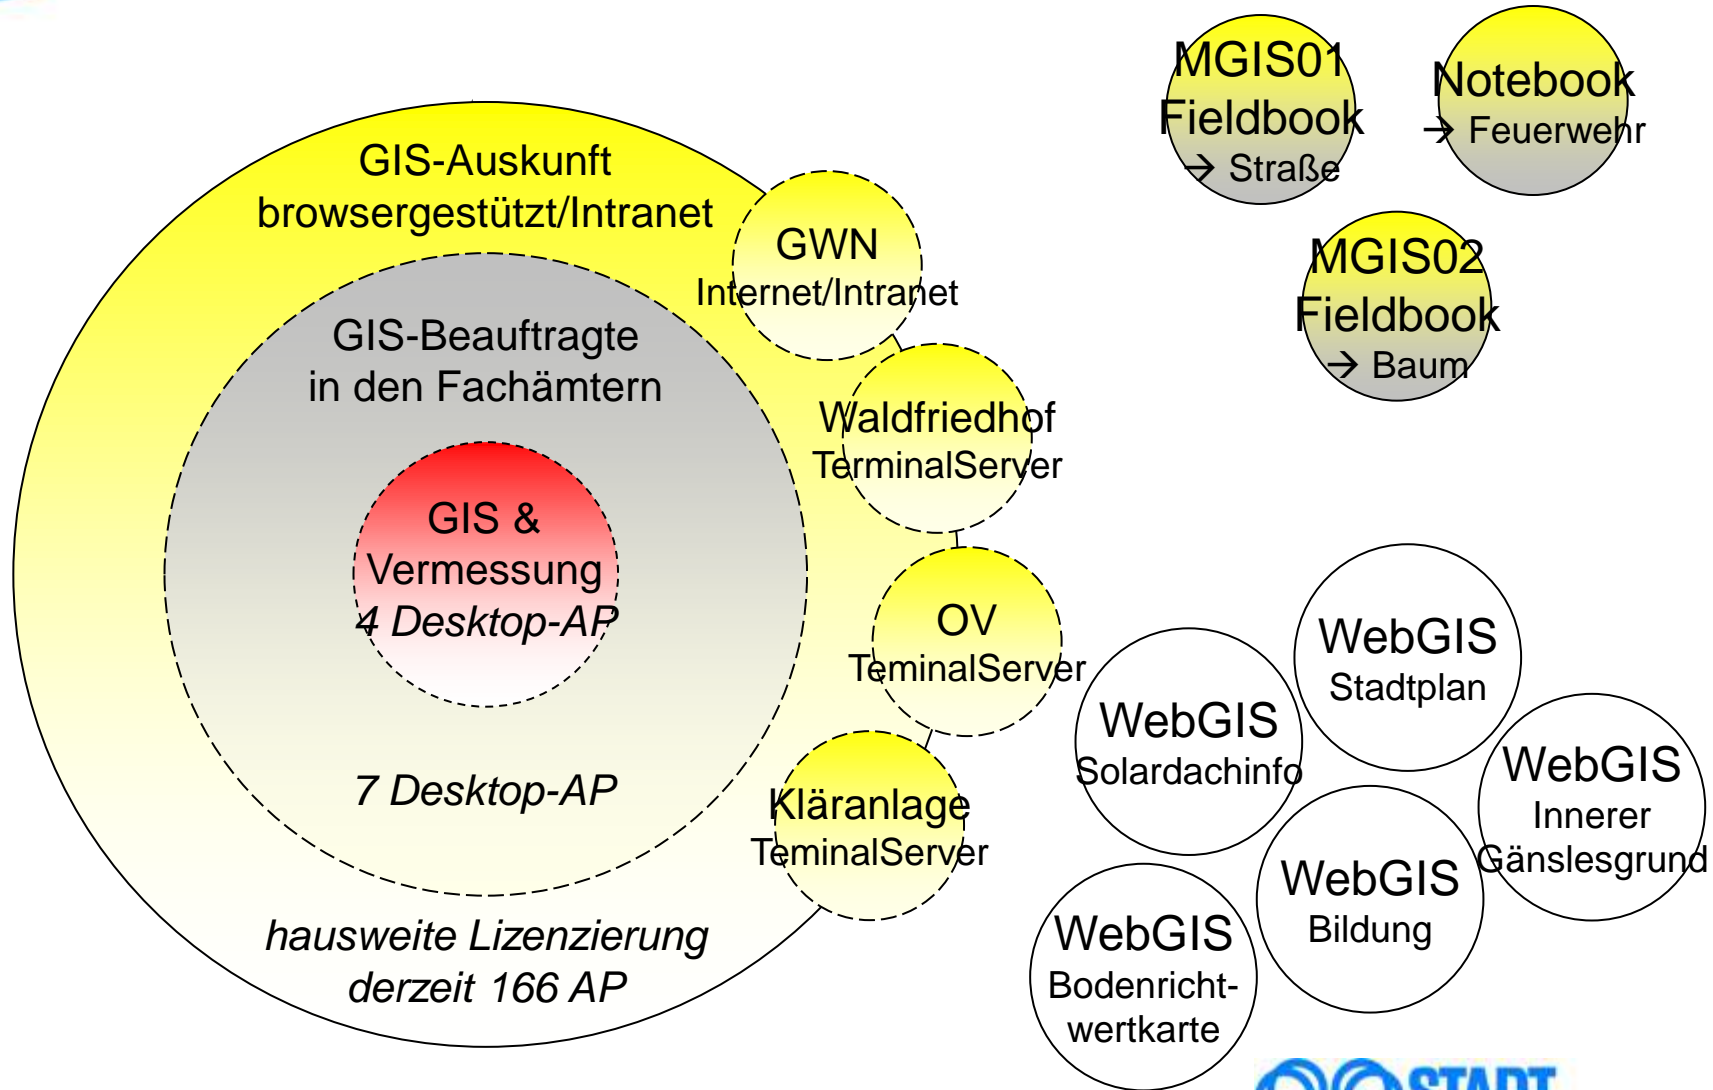 GIS-Auskunft
browsergestützt/Intranet
GIS-Beauftragte
in den Fachämtern
GIS &
Vermessung
4 Desktop-AP
7 Desktop-AP
hausweite Lizenzierung
derzeit 166 AP
GWN
Internet/Intranet
Waldfriedhof
TerminalServer
OV
TeminalServer
Kläranlage
TeminalServer
MGIS01
Fieldbook
→ Straße
Notebook
→ Feuerwehr
MGIS02
Fieldbook
→ Baum
WebGIS
Stadtplan
WebGIS
Solardachinfo
WebGIS
Innerer
Gänslesgrund
WebGIS
Bildung
WebGIS
Bodenricht-
wertkarte
START